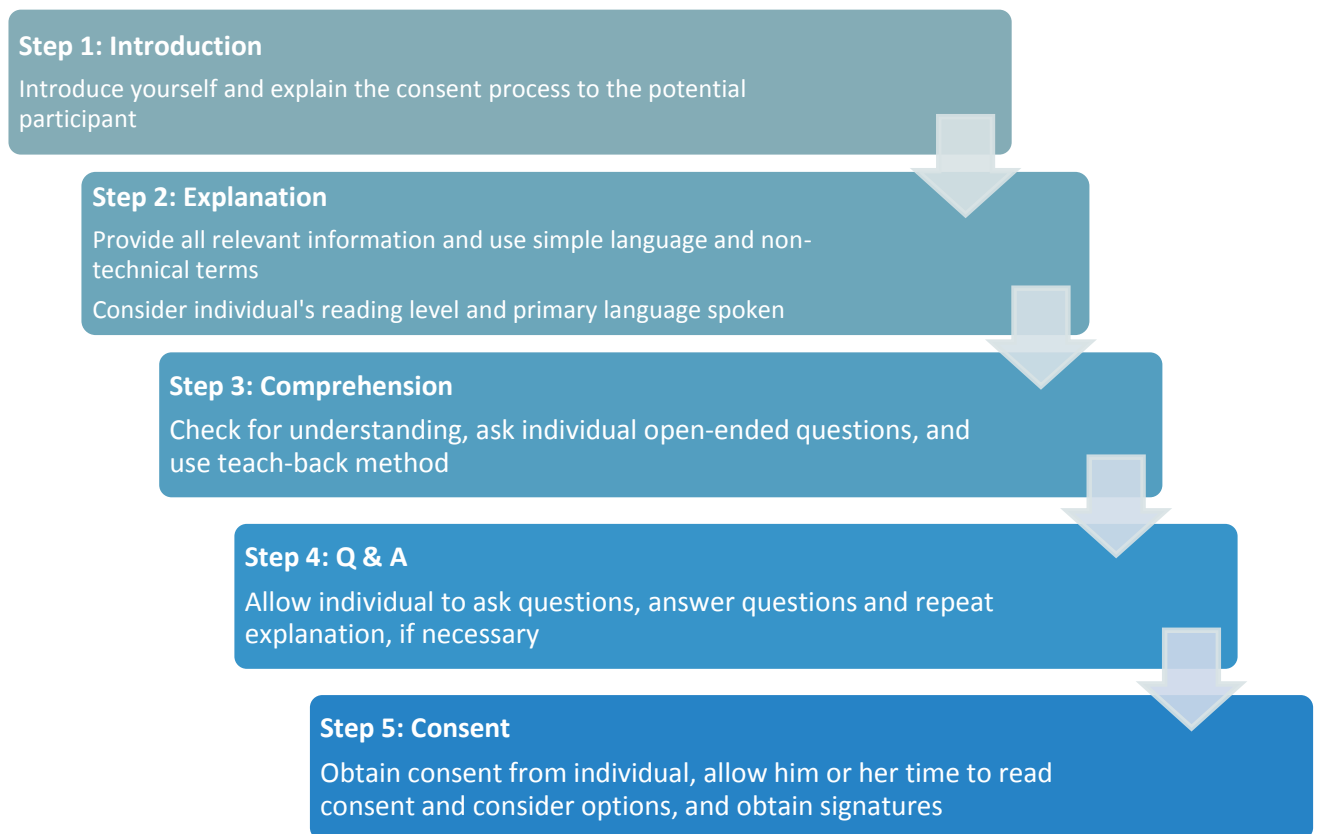 Step 1: Introduction
Introduce yourself and explain the consent process to the potential
participant
Step 2: Explanation
Provide all relevant information and use simple language and non-
technical terms
Consider individual's reading level and primary language spoken
Step 3: Comprehension
Check for understanding, ask individual open-ended questions, and
use teach-back method
Step 4: Q & A
Allow individual to ask questions, answer questions and repeat
explanation, if necessary
Step 5: Consent
Obtain consent from individual, allow him or her time to read
consent and consider options, and obtain signatures